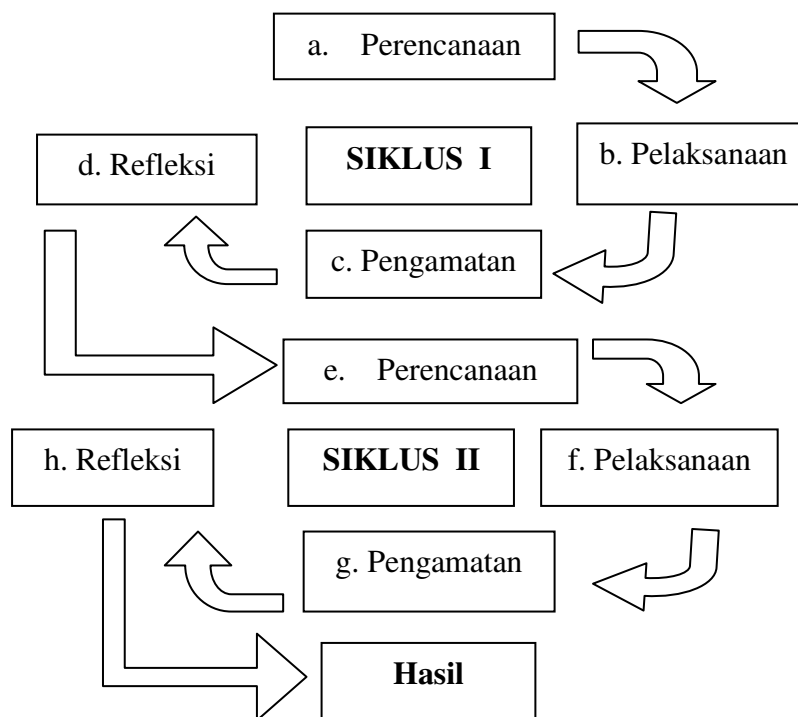 a. Perencanaan
d. Refleksi
SIKLUS I
b. Pelaksanaan
c. Pengamatan
e. Perencanaan
h. Refleksi
SIKLUS II
f. Pelaksanaan
g. Pengamatan
Hasil